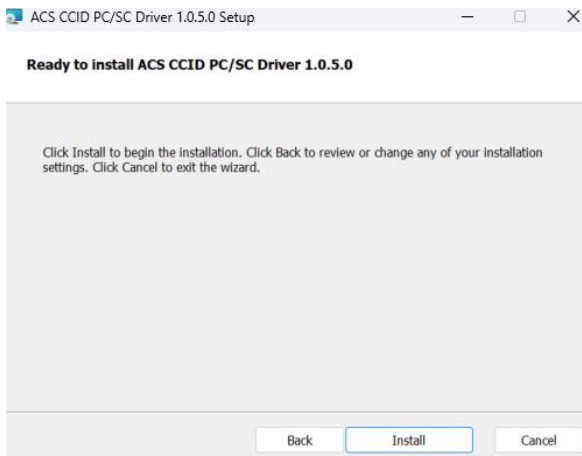 ACS CCID PC/SC Driver 1.0.5.0 Setup
Ready to install ACS CCID PC/SC Driver 1.0.5.0
Click Install to begin the installation. Click Back to review or change any of your installation
settings. Click Cancel to exit the wizard.
Back Install Cancel